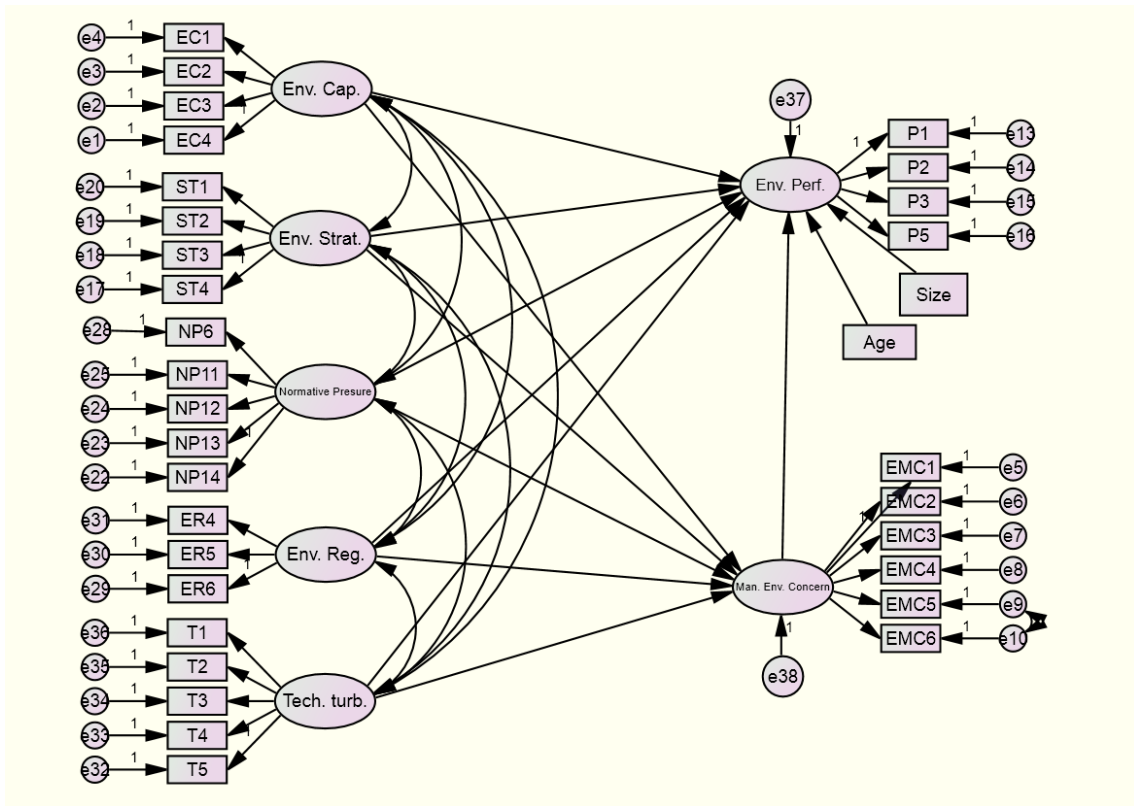 e4 1 EC1
e3 1 EC2
e2 1 EC3
e1 1 EC4
1
Env. Cap.
e20 1 ST1
e19 1 ST2
e18 1 ST3
e17 1 ST4
1
Env. Strat.
e28 1 NP6
e25 1 NP11
e24 1 NP12
e23 1 NP13
e22 1 NP14
1
Normative Presure
e31 1 ER4
e30 1 ER5
e29 1 ER6
1
Env. Reg.
e36 1 T1
e35 1 T2
e34 1 T3
e33 1 T4
e32 1 T5
1
Tech. turb.
e37
1
Env. Perf.
1
P1 1 e13
P2 1 e14
P3 1 e15
P5 1 e16
Size
Age
EMC1 1 e5
EMC2 1 e6
EMC3 1 e7
EMC4 1 e8
EMC5 1 e9
EMC6 1 e10
1
Man. Env. Concern
1
e38